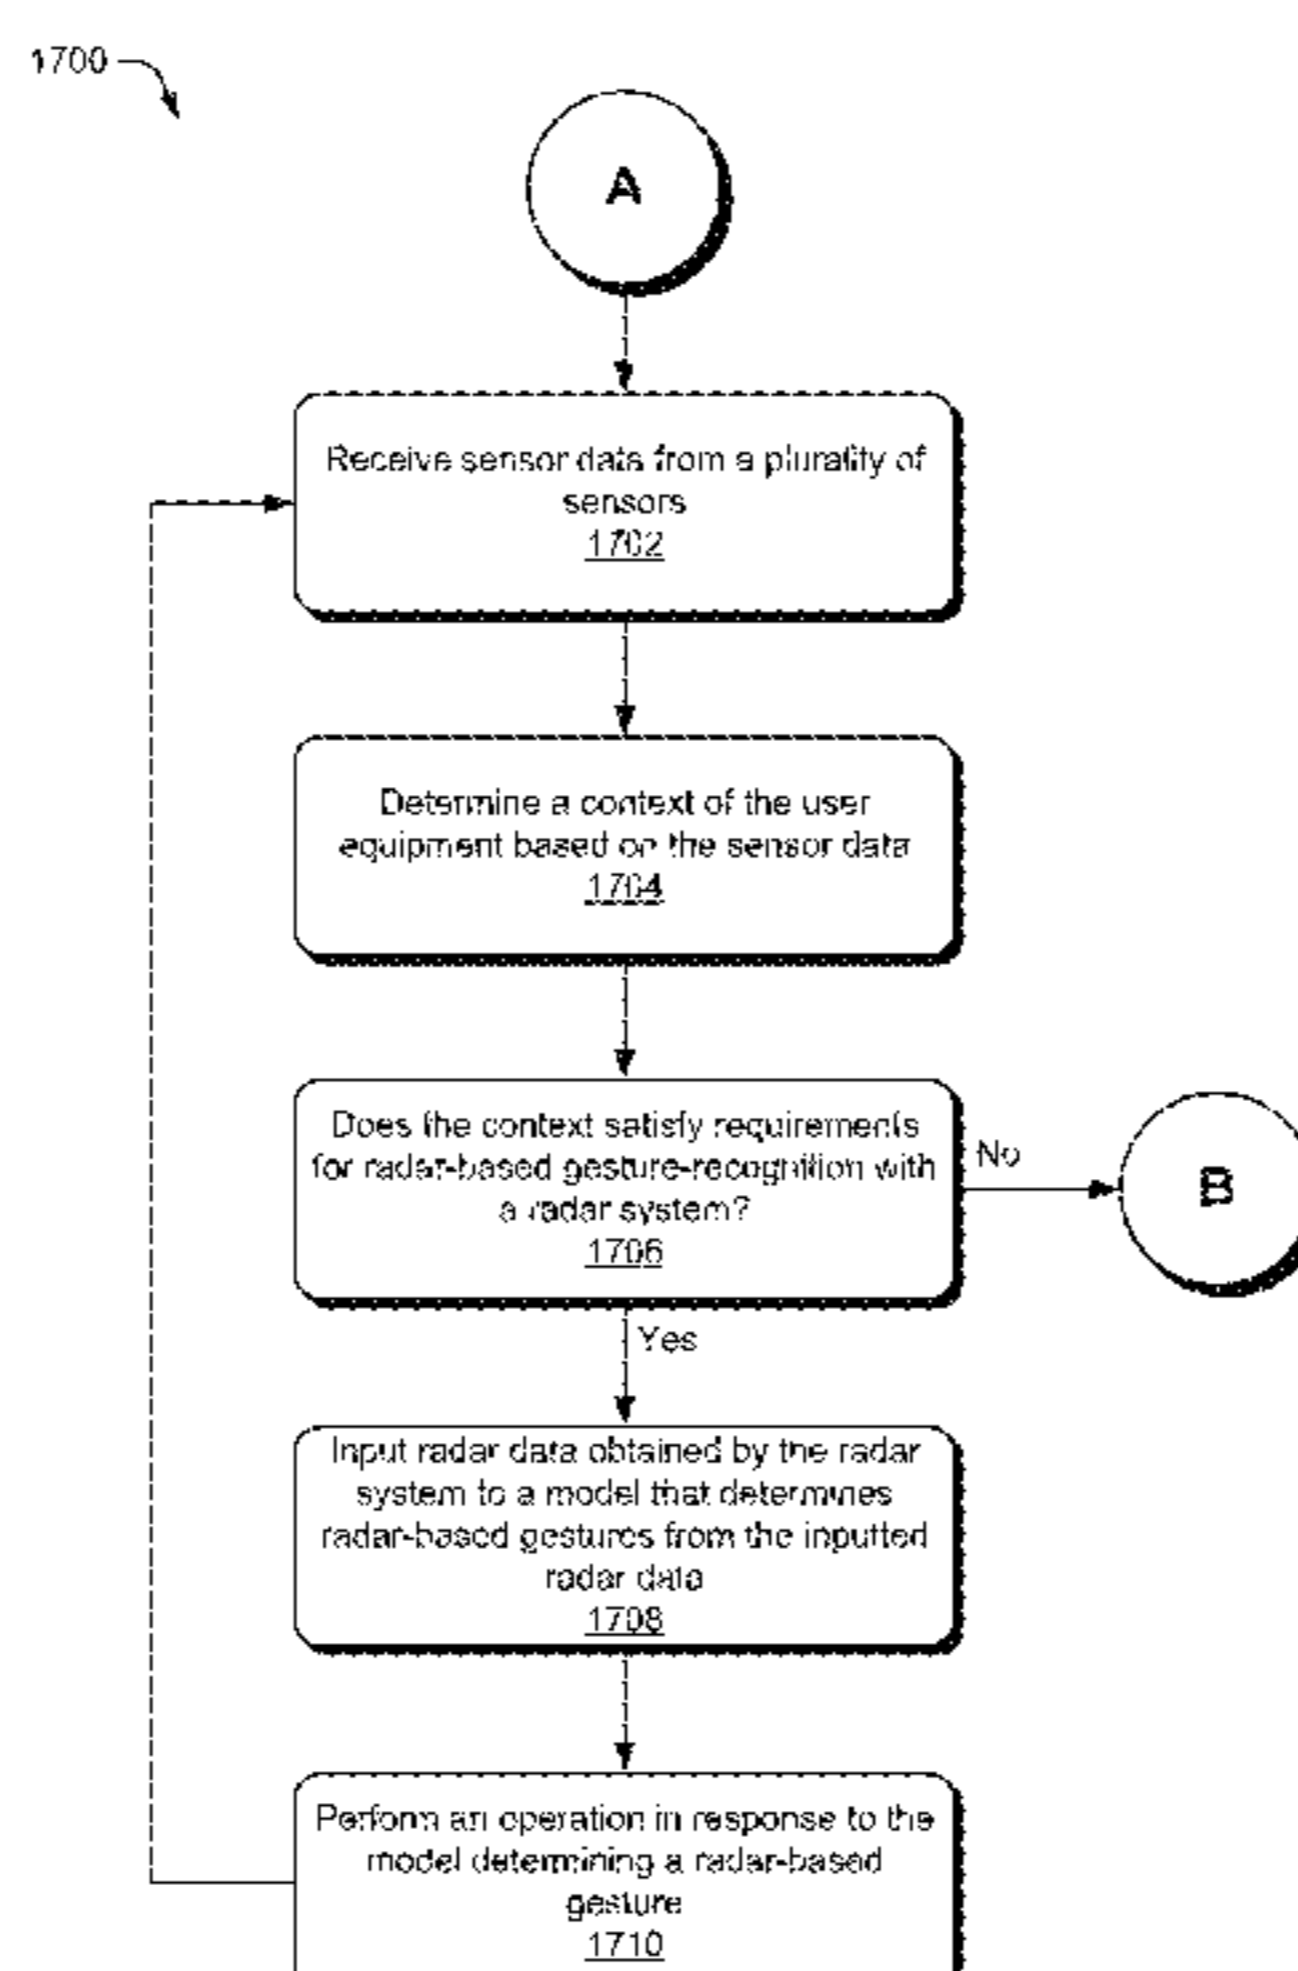 1700
A
Receive sensor data from a plurality of
sensors
1702
Determine a context of the user
equipment based on the sensor data
1704
Does the context satisfy requirements
for radar-based gesture-recognition with
a radar system?
1706
No
B
Yes
Input radar data obtained by the radar
system to a model that determines
radar-based gestures from the inputted
radar data
1708
Perform an operation in response to the
model determining a radar-based
gesture
1710